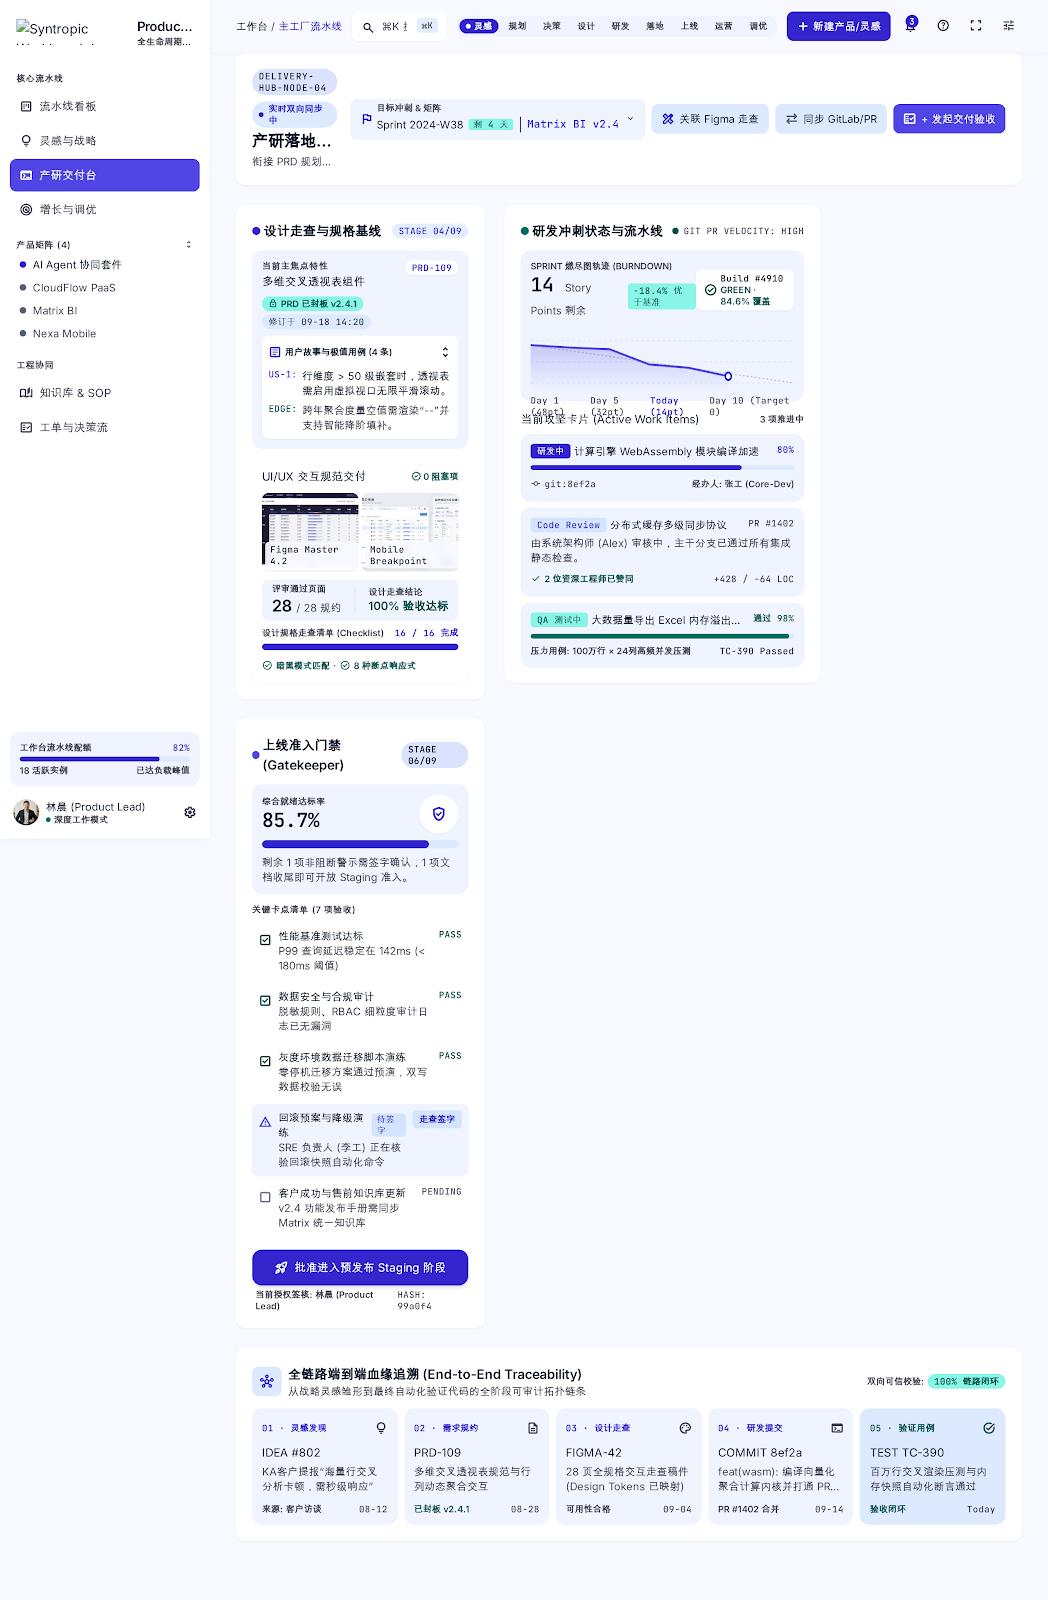 Syntropic
Produc...
全生命周期...
核心流水线
流水线看板
灵感与战略
产研交付台
增长与调优
产品矩阵 (4)
AI Agent 协同套件
CloudFlow PaaS
Matrix BI
Nexa Mobile
工程协同
知识库 & SOP
工单与决策流
工作台流水线配额 82%
18 活跃实例 已达负载峰值
林晨 (Product Lead)
深度工作模式
工作台 / 主工厂流水线
⌘K ⌘K
灵感 规划 决策 设计 研发 落地 上线 运营 调优
新建产品/灵感
3
DELIVERY-
HUB-NODE-04
实时双向同步
中
产研落地...
衔接 PRD 规划...
目标冲刺 & 矩阵
Sprint 2024-W38 剩 4 天 Matrix BI v2.4
关联 Figma 走查
同步 GitLab/PR
+ 发起交付验收
设计走查与规格基线 STAGE 04/09
当前主焦点特性 PRD-109
多维交叉透视表组件
PRD 已封板 v2.4.1
修订于 09-18 14:20
用户故事与极值用例 (4 条)
US-1: 行维度 > 50 级嵌套时，透视表
需启用虚拟视口无限平滑滚动。
EDGE: 跨年聚合度量空值需渲染"--"并
支持智能降阶填补。
UI/UX 交互规范交付 0 阻塞项
Figma Master
4.2
Mobile
Breakpoint
评审通过页面
28 / 28 规约
设计走查结论
100% 验收达标
设计规格走查清单 (Checklist) 16 / 16 完成
暗黑模式匹配 · 8 种断点响应式
研发冲刺状态与流水线 GIT PR VELOCITY: HIGH
SPRINT 燃尽图轨迹 (BURNDOWN)
14 Story
Points 剩余
-18.4% 优
于基准
Build #4910
GREEN ·
84.6% 覆盖
Day 1
(48pt)
Day 5
(32pt)
Today
(14pt)
Day 10 (Target
0)
当前攻坚卡片 (Active Work Items) 3 项推进中
研发中 计算引擎 WebAssembly 模块编译加速 80%
git:8ef2a 经办人: 张工 (Core-Dev)
Code Review 分布式缓存多级同步协议 PR #1402
由系统架构师 (Alex) 审核中，主干分支已通过所有集成
静态检查。
2 位资深工程师已赞同 +428 / -64 LOC
QA 测试中 大数据量导出 Excel 内存溢出... 通过 98%
压力用例: 100万行 × 24列高频并发压测 TC-390 Passed
上线准入门禁
(Gatekeeper)
STAGE
06/09
综合就绪达标率
85.7%
剩余 1 项非阻断警示需签字确认，1 项文
档收尾即可开放 Staging 准入。
关键卡点清单 (7 项验收)
性能基准测试达标 PASS
P99 查询延迟稳定在 142ms (<
180ms 阈值)
数据安全与合规审计 PASS
脱敏规则、RBAC 细粒度审计日
志已无漏洞
灰度环境数据迁移脚本演练 PASS
零停机迁移方案通过预演，双写
数据校验无误
回滚预案与降级演
练
待签
字
走查签字
SRE 负责人 (李工) 正在核
验回滚快照自动化命令
客户成功与售前知识库更新 PENDING
v2.4 功能发布手册需同步
Matrix 统一知识库
批准进入预发布 Staging 阶段
当前授权签核: 林晨 (Product
Lead)
HASH:
99a0f4
全链路端到端血缘追溯 (End-to-End Traceability)
从战略灵感雏形到最终自动化验证代码的全阶段可审计拓扑链条
双向可信校验: 100% 链路闭环
01 · 灵感发现
IDEA #802
KA客户提报"海量行交叉
分析卡顿，需秒级响应"
来源: 客户访谈 08-12
02 · 需求规约
PRD-109
多维交叉透视表规范与行
列动态聚合交互
已封板 v2.4.1 08-28
03 · 设计走查
FIGMA-42
28 页全规格交互走查稿件
(Design Tokens 已映射)
可用性合格 09-04
04 · 研发提交
COMMIT 8ef2a
feat(wasm): 编译向量化
聚合计算内核并打通 PR...
PR #1402 合并 09-14
05 · 验证用例
TEST TC-390
百万行交叉渲染压测与内
存快照自动化断言通过
验收闭环 Today